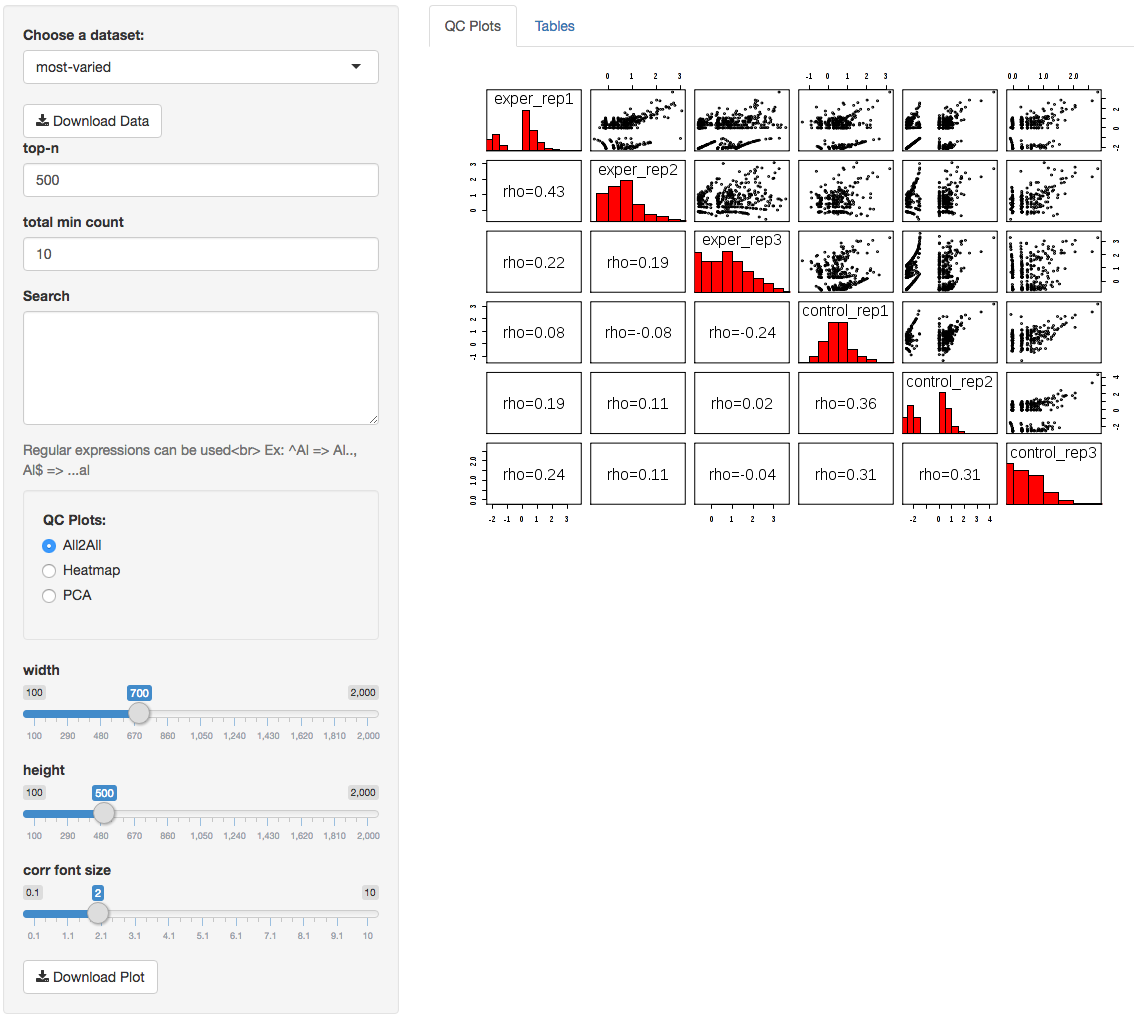 Choose a dataset:
most-varied
Download Data
top-n
500
total min count
10
Search
Regular expressions can be used<br> Ex: ^Al => Al..,
Al$ => ...al
QC Plots:
All2All
Heatmap
PCA
width
100 700 2,000
100 290 480 670 860 1,050 1,240 1,430 1,620 1,810 2,000
height
100 500 2,000
100 290 480 670 860 1,050 1,240 1,430 1,620 1,810 2,000
corr font size
0.1 2 10
0.1 1.1 2.1 3.1 4.1 5.1 6.1 7.1 8.1 9.1 10
Download Plot
QC Plots Tables
0 1 2 3 -1 0 1 2 3 0.0 1.0 2.0
exper_rep1
-2 0 2
exper_rep2
rho=0.43
0 1 2 3
exper_rep3
rho=0.22 rho=0.19
0 1 2 3
control_rep1
rho=0.08 rho=-0.08 rho=-0.24
-1 0 1 2 3
control_rep2
rho=0.19 rho=0.11 rho=0.02 rho=0.36
-2 0 2 4
control_rep3
rho=0.24 rho=0.11 rho=-0.04 rho=0.31 rho=0.31
0.0 1.0 2.0
-2 -1 0 1 2 3 0 1 2 3 -2 0 1 2 3 4